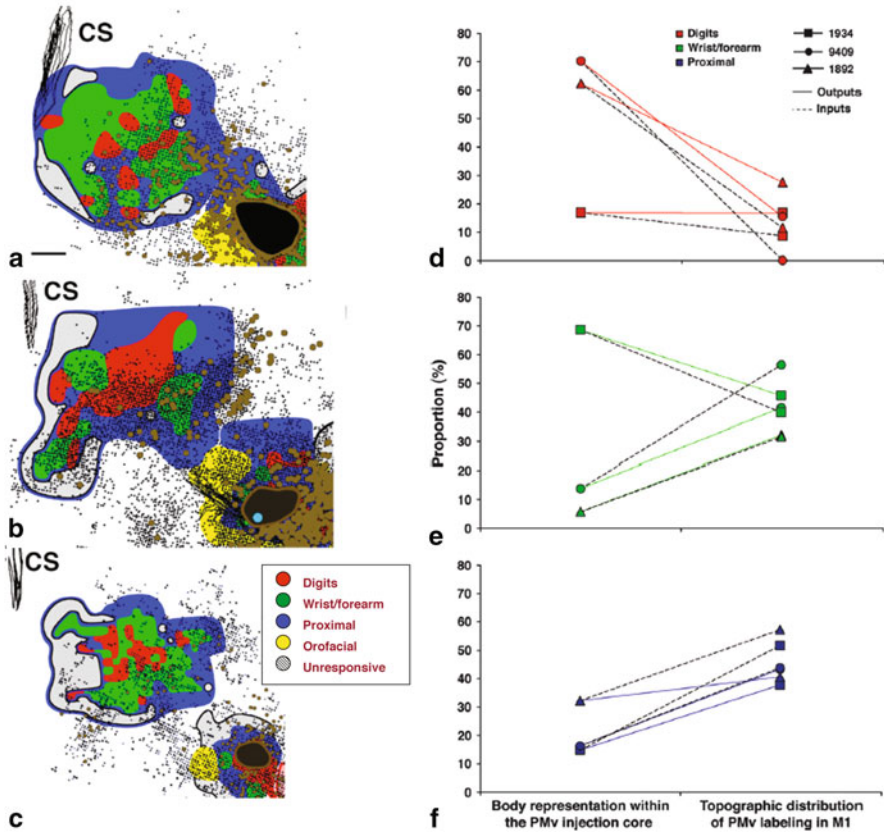 a
CS
b
CS
c
CS
Digits
Wrist/forearm
Proximal
Orofacial
Unresponsive
d
80
70
60
50
40
30
20
10
0
Digits
Wrist/forearm
Proximal
1934
9409
1892
Outputs
Inputs
e
Proportion (%)
80
70
60
50
40
30
20
10
0
f
80
70
60
50
40
30
20
10
0
Body representation within
the PMv injection core
Topographic distribution
of PMv labeling in M1